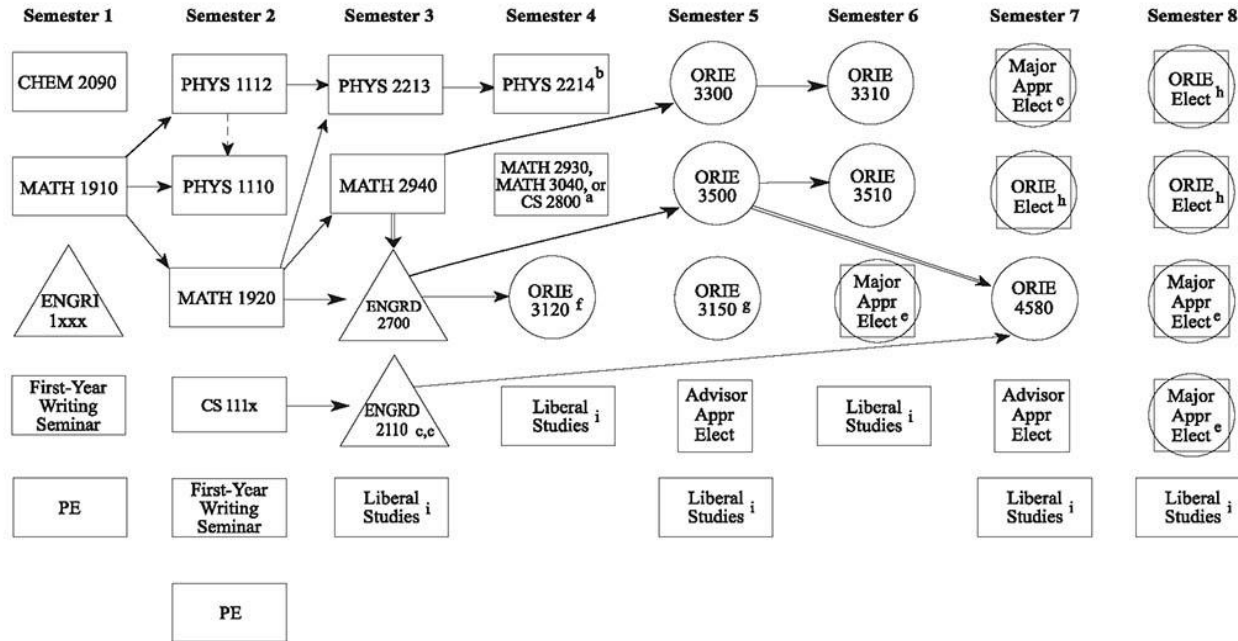 Semester 1 Semester 2 Semester 3 Semester 4 Semester 5 Semester 6 Semester 7 Semester 8
CHEM 2090
PHYS 1112
PHYS 2213
PHYS 2214 b
ORIE
3300
ORIE
3310
Major
Appr
Elect e
ORIE
Elect h
MATH 1910
PHYS 1110
MATH 2940
MATH 2930,
MATH 3040, or
CS 2800 a
ORIE
3500
ORIE
3510
ORIE
Elect h
ORIE
Elect h
ENGRI
1xxx
MATH 1920
ENGRD
2700
ORIE
3120 f
ORIE
3150 g
Major
Appr
Elect e
ORIE
4580
Major
Appr
Elect e
First-Year
Writing
Seminar
CS 111x
ENGRD
2110 c,e
Liberal
Studies i
Advisor
Appr
Elect
Liberal
Studies i
Advisor
Appr
Elect
Major
Appr
Elect e
PE
First-Year
Writing
Seminar
Liberal
Studies i
Liberal
Studies i
Liberal
Studies i
Liberal
Studies i
PE